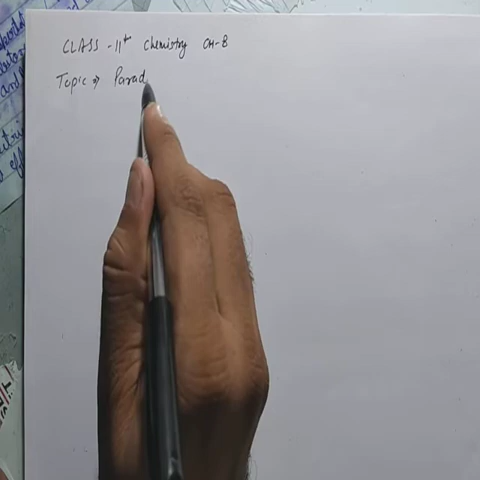 CLASS - 11th Chemistry CH-8
Topic => Parad